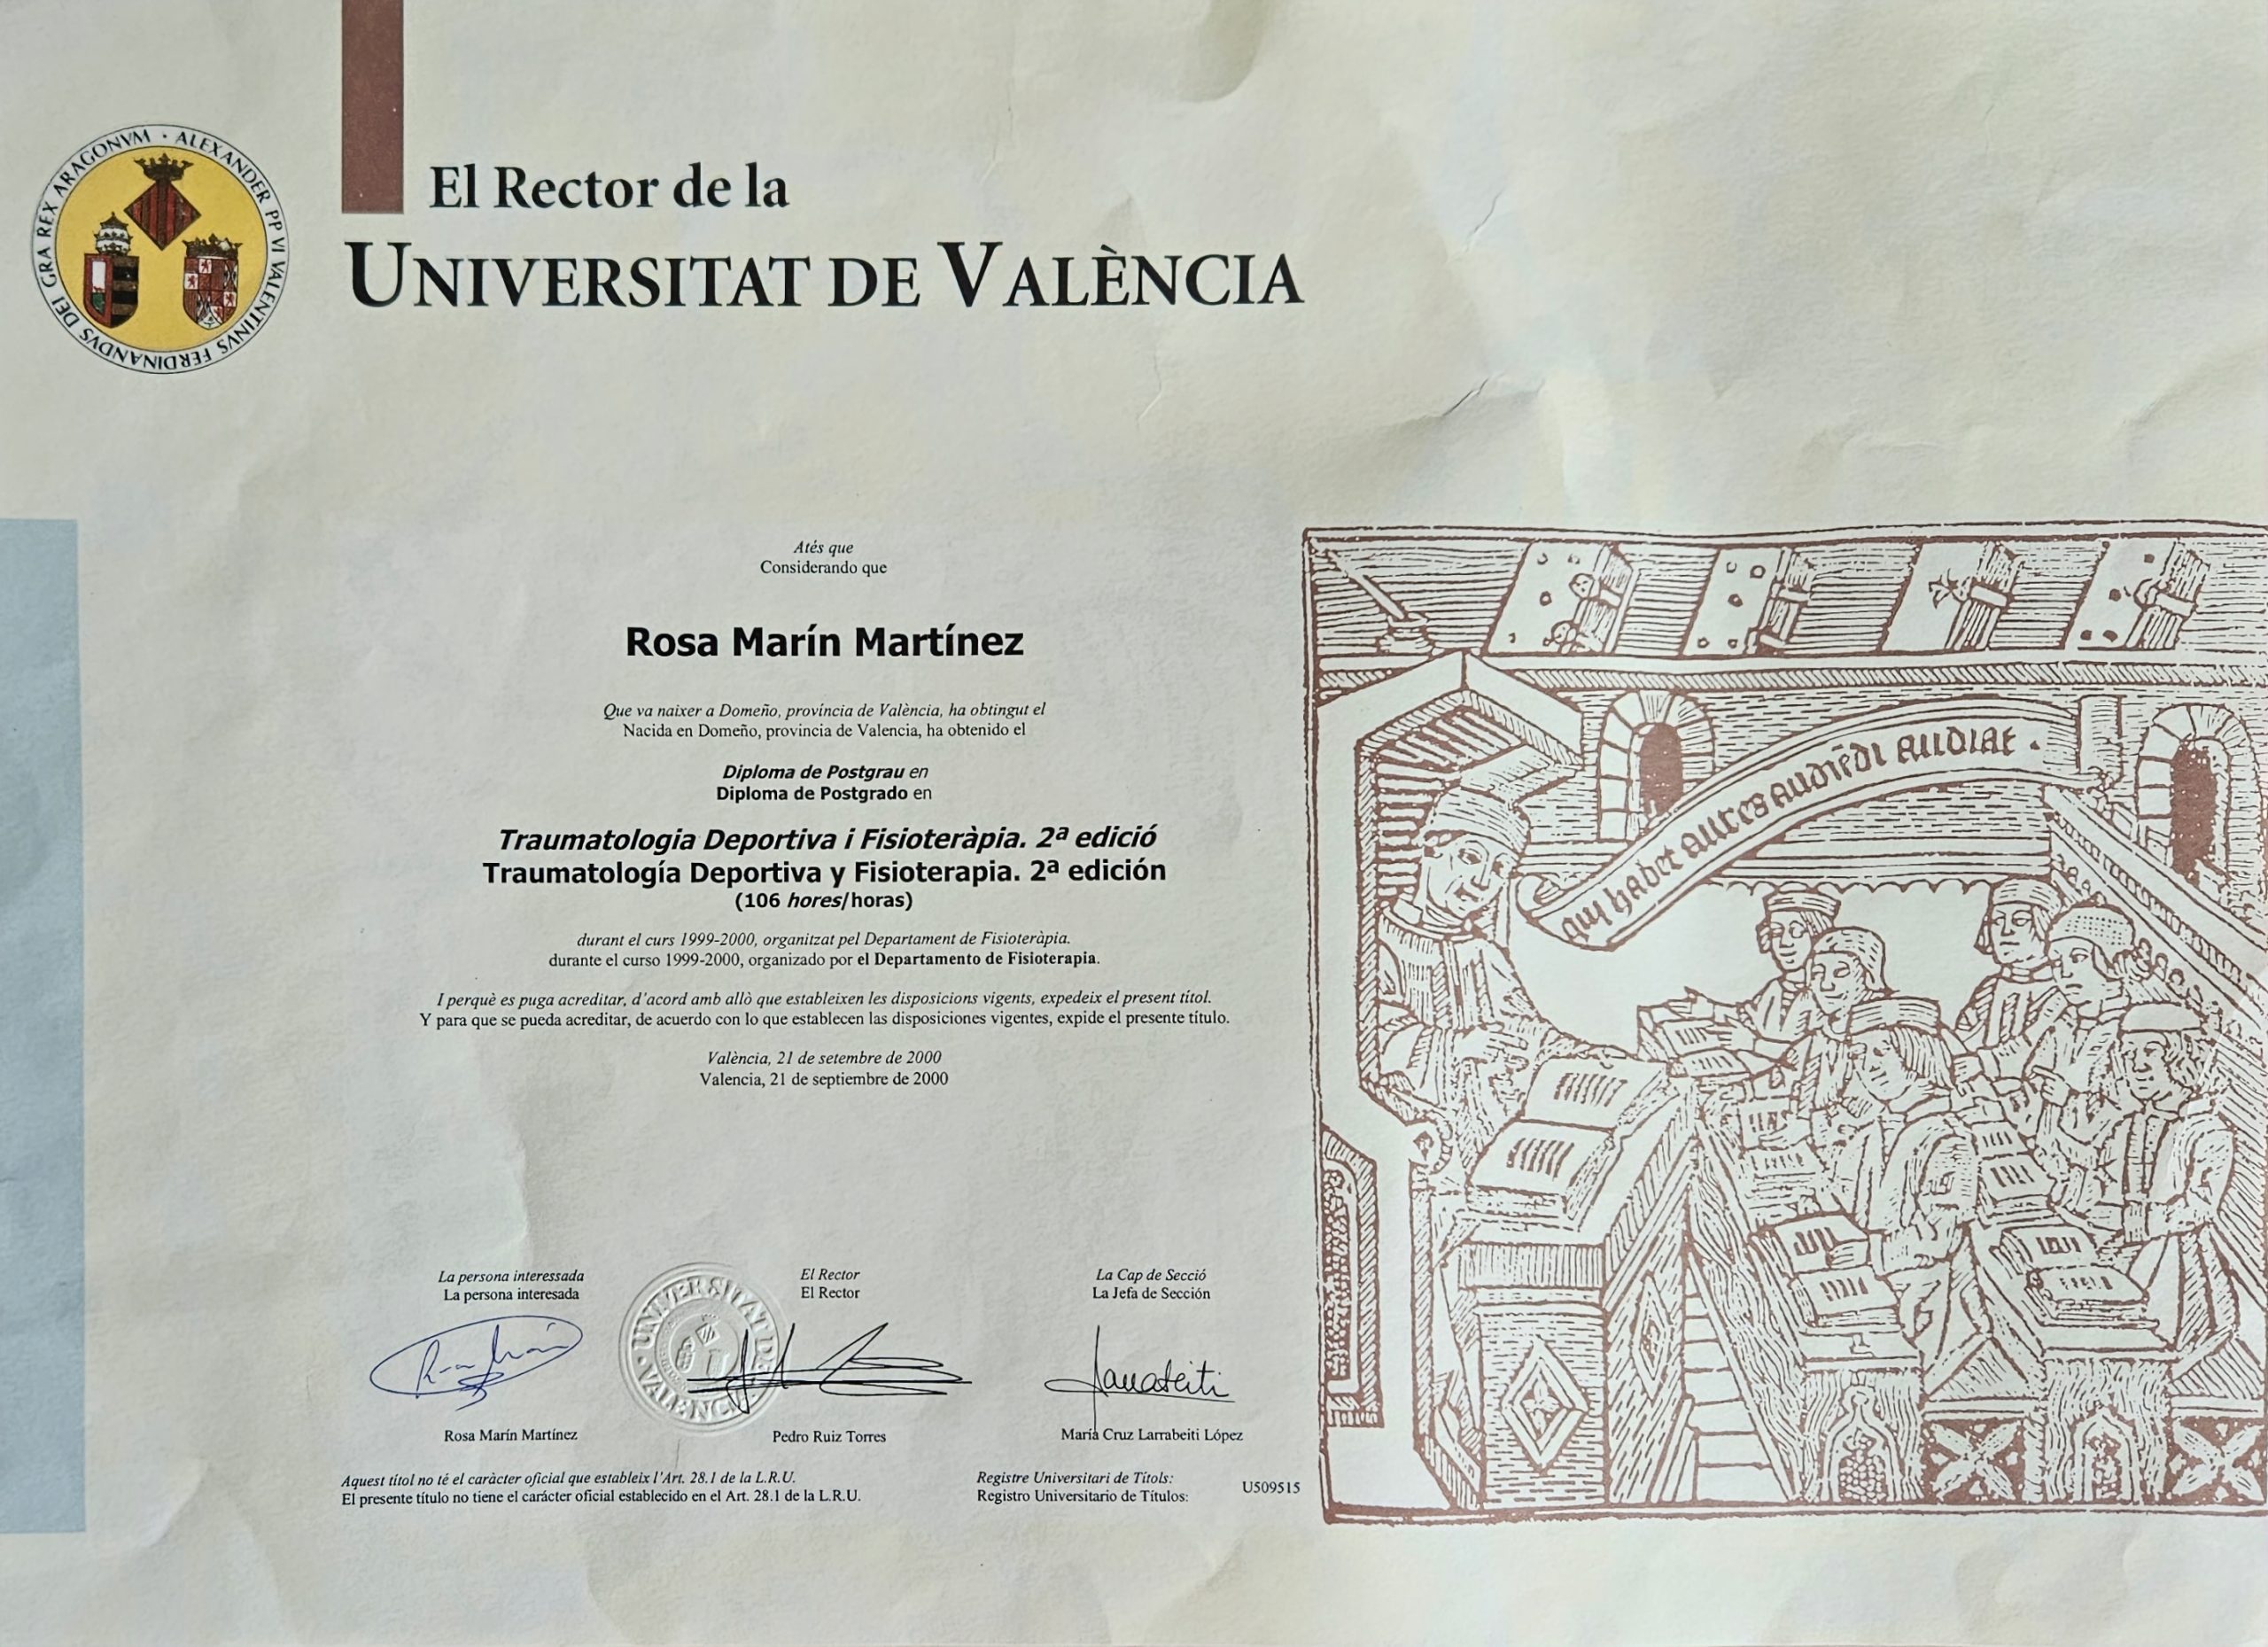 FERDINANDVS DEI GRA REX ARAGONVM · ALEXANDER PP VI VALENTINVS
El Rector de la
UNIVERSITAT DE VALÈNCIA
Atés que
Considerando que
Rosa Marín Martínez
Que va naixer a Domeño, província de València, ha obtingut el
Nacida en Domeño, provincia de Valencia, ha obtenido el
Diploma de Postgrau en
Diploma de Postgrado en
Traumatologia Deportiva i Fisioteràpia. 2ª edició
Traumatología Deportiva y Fisioterapia. 2ª edición
(106 hores/horas)
durant el curs 1999-2000, organitzat pel Departament de Fisioteràpia.
durante el curso 1999-2000, organizado por el Departamento de Fisioterapia.
I perquè es puga acreditar, d'acord amb allò que estableixen les disposicions vigents, expedeix el present títol.
Y para que se pueda acreditar, de acuerdo con lo que establecen las disposiciones vigentes, expide el presente título.
València, 21 de setembre de 2000
Valencia, 21 de septiembre de 2000
quy habet aures audiēdi audiat .
La persona interessada
La persona interesada
El Rector
El Rector
La Cap de Secció
La Jefa de Sección
UNIVERSITAT DE VALENC
Rosa Marín Martínez
Pedro Ruiz Torres
María Cruz Larrabeiti López
Aquest títol no té el caràcter oficial que estableix l'Art. 28.1 de la L.R.U.
El presente título no tiene el carácter oficial establecido en el Art. 28.1 de la L.R.U.
Registre Universitari de Títols:
Registro Universitario de Títulos:
U509515